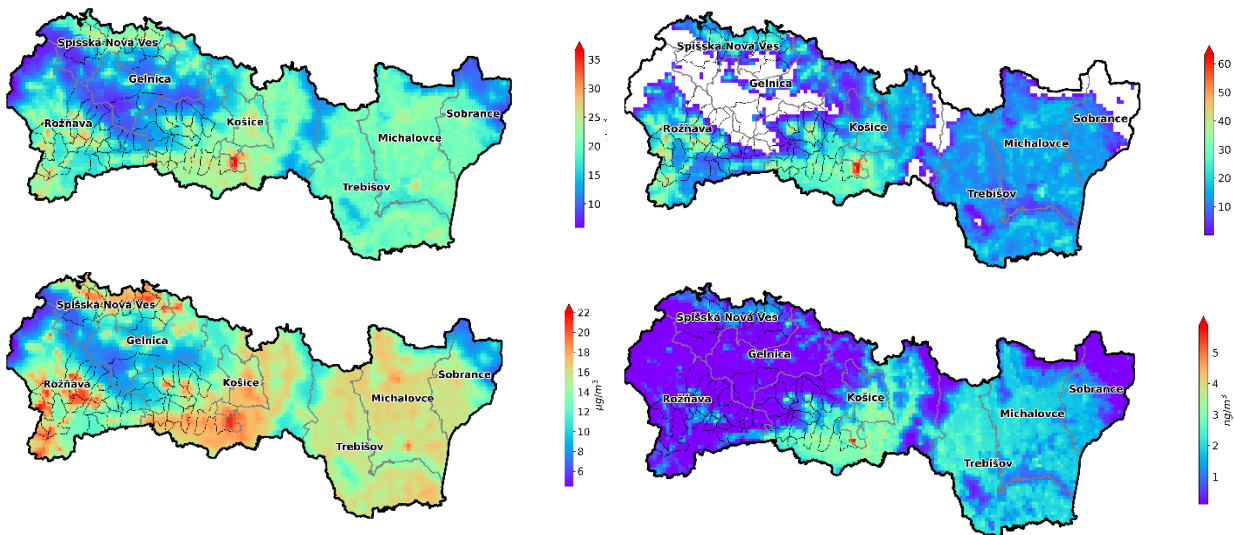 Spišská Nová Ves
Gelnica
Rožňava
Košice
Michalovce
Sobrance
Trebišov
35
30
25
20
15
10
Spišská Nová Ves
Gelnica
Rožňava
Košice
Michalovce
Sobrance
Trebišov
60
50
40
30
20
10
Spišská Nová Ves
Gelnica
Rožňava
Košice
Michalovce
Sobrance
Trebišov
22
20
18
16
14
12
10
8
6
µg/m³
Spišská Nová Ves
Gelnica
Rožňava
Košice
Michalovce
Sobrance
Trebišov
5
4
3
2
1
ng/m³